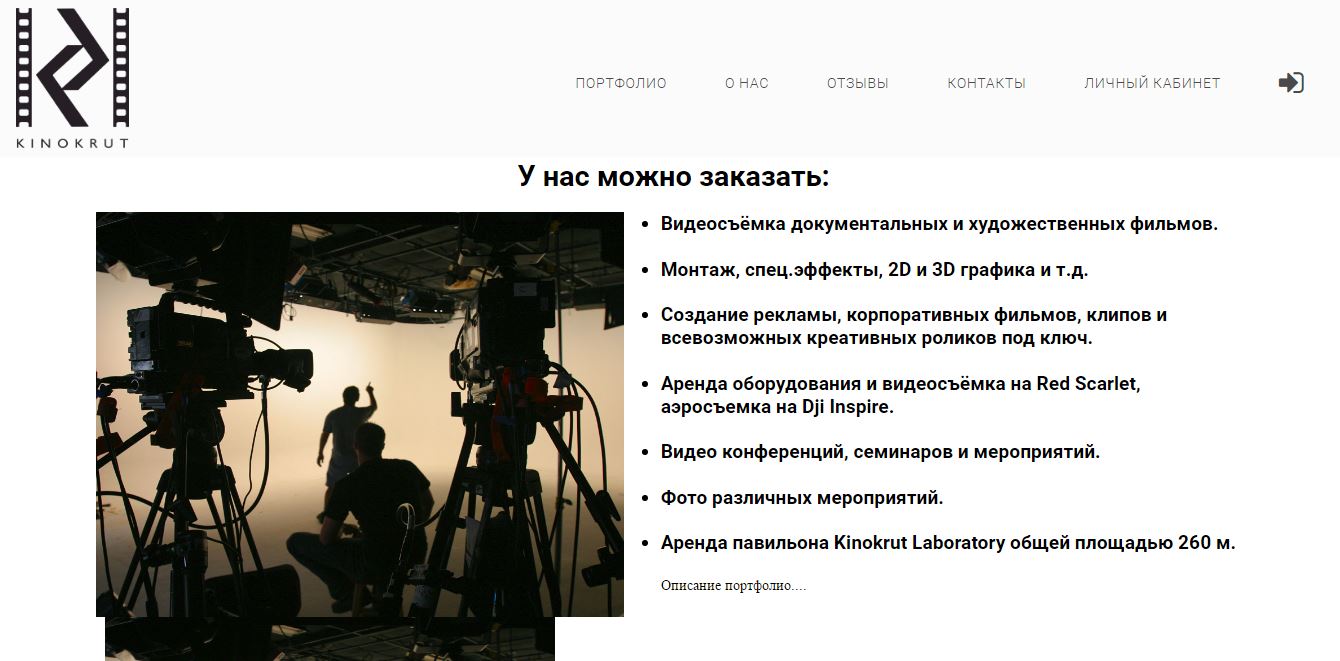 KINOKRUT
ПОРТФОЛИО
О НАС
ОТЗЫВЫ
КОНТАКТЫ
ЛИЧНЫЙ КАБИНЕТ
У нас можно заказать:
Видеосъёмка документальных и художественных фильмов.
Монтаж, спец.эффекты, 2D и 3D графика и т.д.
Создание рекламы, корпоративных фильмов, клипов и
всевозможных креативных роликов под ключ.
Аренда оборудования и видеосъёмка на Red Scarlet,
аэросъемка на Dji Inspire.
Видео конференций, семинаров и мероприятий.
Фото различных мероприятий.
Аренда павильона Kinokrut Laboratory общей площадью 260 м.
Описание портфолио....